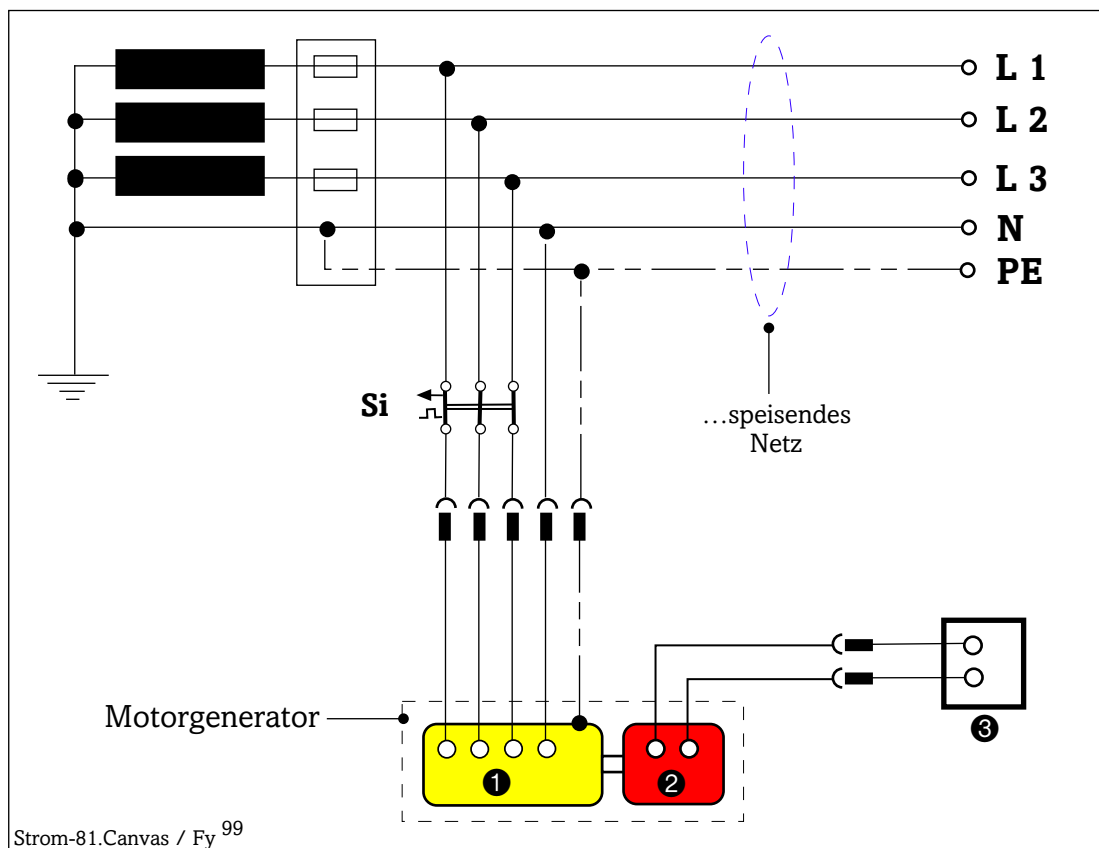 L 1
L 2
L 3
N
PE
Si
…speisendes
Netz
Motorgenerator
❶
❷
❸
Strom-81.Canvas / Fy 99